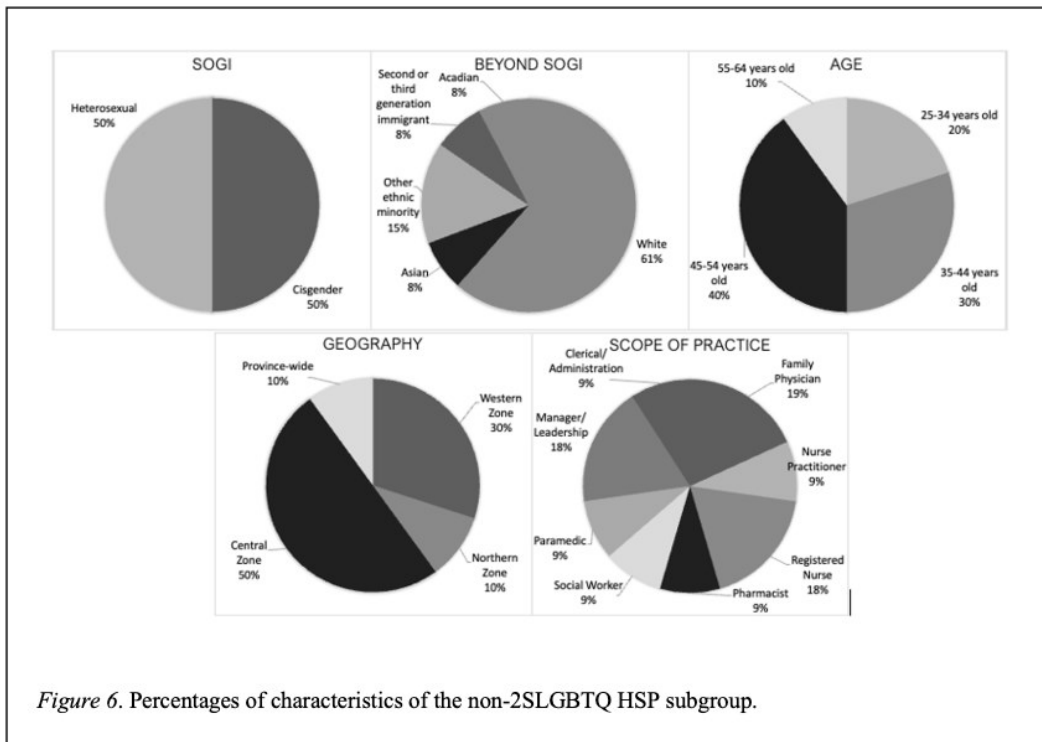 SOGI
Heterosexual
50%
Cisgender
50%
BEYOND SOGI
Second or
third
generation
immigrant
8%
Acadian
8%
Other
ethnic
minority
15%
Asian
8%
White
61%
AGE
55-64 years old
10%
25-34 years old
20%
45-54 years
old
40%
35-44 years
old
30%
GEOGRAPHY
Province-wide
10%
Western
Zone
30%
Central
Zone
50%
Northern
Zone
10%
SCOPE OF PRACTICE
Clerical/
Administration
9%
Family
Physician
19%
Manager/
Leadership
18%
Nurse
Practitioner
9%
Paramedic
9%
Registered
Nurse
18%
Social Worker
9%
Pharmacist
9%
Figure 6. Percentages of characteristics of the non-2SLGBTQ HSP subgroup.